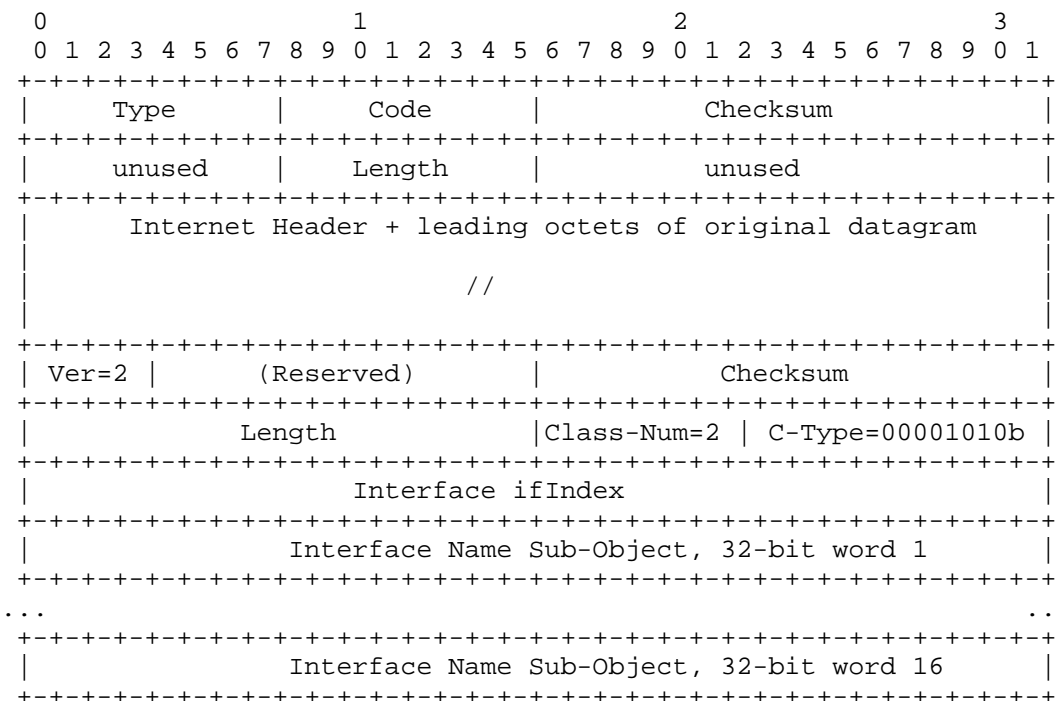 0                   1                   2                   3
 0 1 2 3 4 5 6 7 8 9 0 1 2 3 4 5 6 7 8 9 0 1 2 3 4 5 6 7 8 9 0 1
+-+-+-+-+-+-+-+-+-+-+-+-+-+-+-+-+-+-+-+-+-+-+-+-+-+-+-+-+-+-+-+-+
|     Type      |     Code      |          Checksum             |
+-+-+-+-+-+-+-+-+-+-+-+-+-+-+-+-+-+-+-+-+-+-+-+-+-+-+-+-+-+-+-+-+
|     unused    |    Length     |          unused               |
+-+-+-+-+-+-+-+-+-+-+-+-+-+-+-+-+-+-+-+-+-+-+-+-+-+-+-+-+-+-+-+-+
|      Internet Header + leading octets of original datagram    |
|                                                               |
|                           //                                  |
|                                                               |
+-+-+-+-+-+-+-+-+-+-+-+-+-+-+-+-+-+-+-+-+-+-+-+-+-+-+-+-+-+-+-+-+
| Ver=2 |      (Reserved)       |           Checksum            |
+-+-+-+-+-+-+-+-+-+-+-+-+-+-+-+-+-+-+-+-+-+-+-+-+-+-+-+-+-+-+-+-+
|             Length            |Class-Num=2 | C-Type=00001010b |
+-+-+-+-+-+-+-+-+-+-+-+-+-+-+-+-+-+-+-+-+-+-+-+-+-+-+-+-+-+-+-+-+
|                    Interface ifIndex                          |
+-+-+-+-+-+-+-+-+-+-+-+-+-+-+-+-+-+-+-+-+-+-+-+-+-+-+-+-+-+-+-+-+
|                Interface Name Sub-Object, 32-bit word 1       |
+-+-+-+-+-+-+-+-+-+-+-+-+-+-+-+-+-+-+-+-+-+-+-+-+-+-+-+-+-+-+-+-+
...                                                             ..
+-+-+-+-+-+-+-+-+-+-+-+-+-+-+-+-+-+-+-+-+-+-+-+-+-+-+-+-+-+-+-+-+
|                Interface Name Sub-Object, 32-bit word 16      |
+-+-+-+-+-+-+-+-+-+-+-+-+-+-+-+-+-+-+-+-+-+-+-+-+-+-+-+-+-+-+-+-+